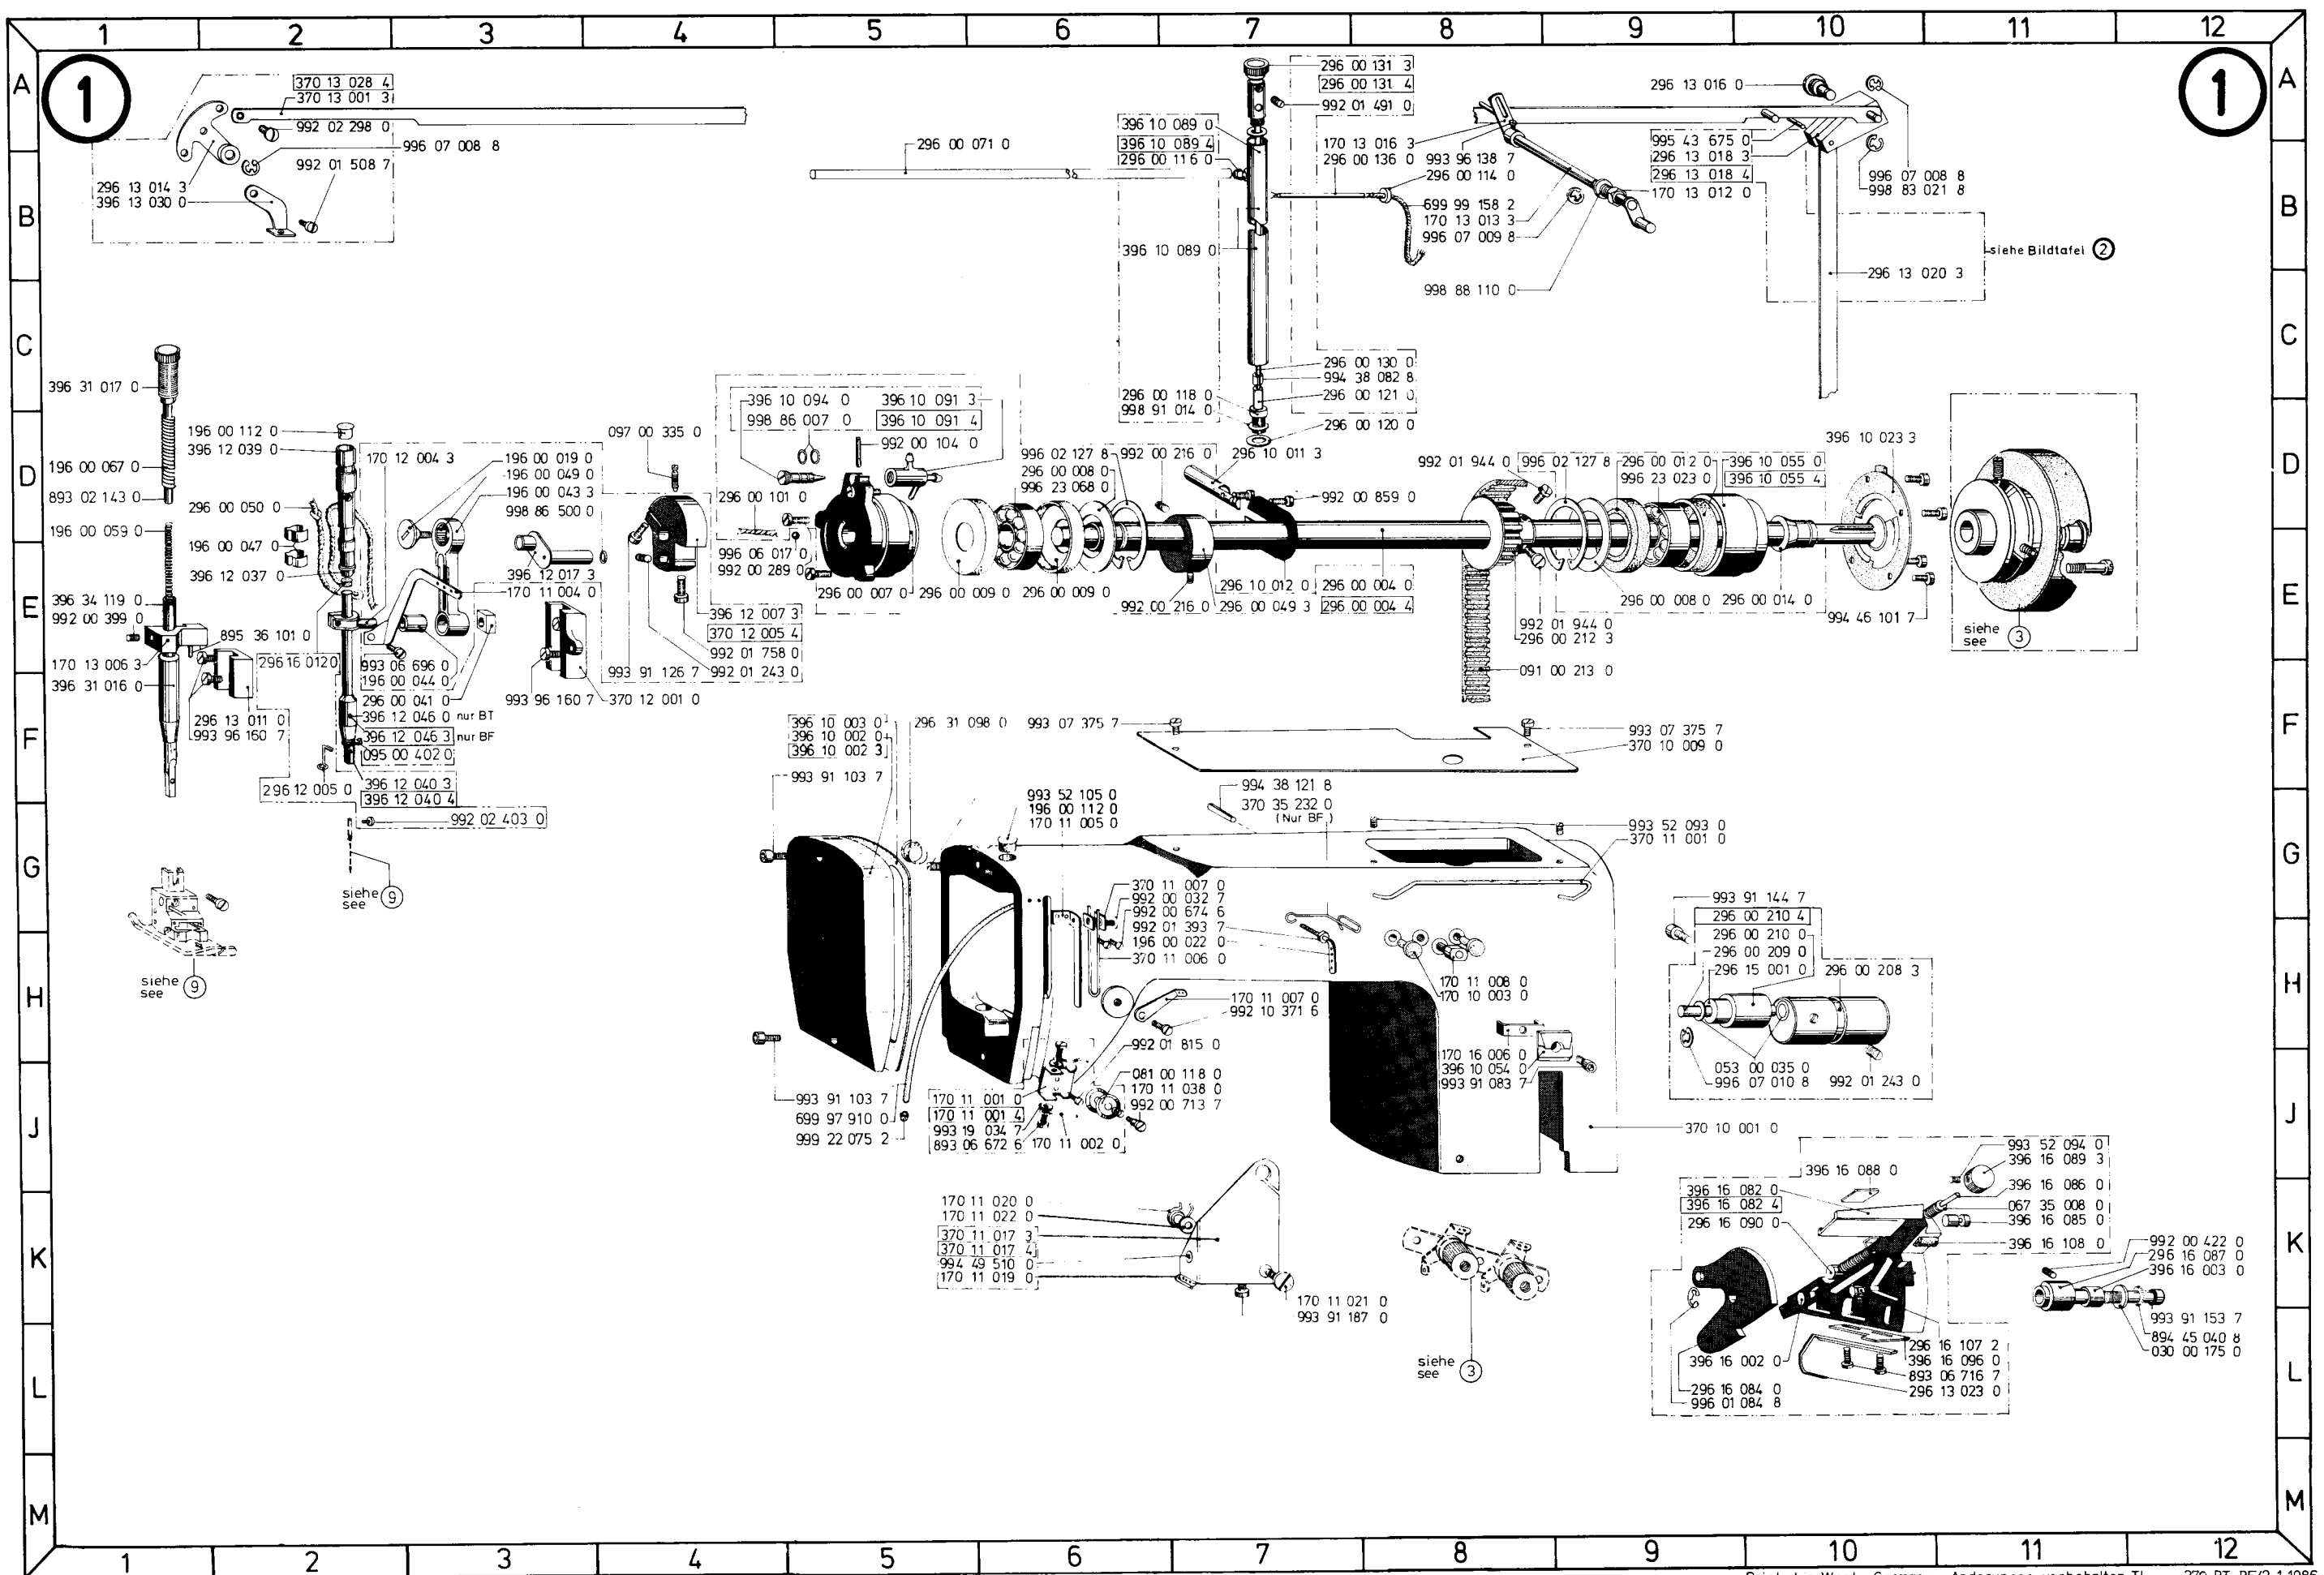 1 2 3 4 5 6 7 8 9 10 11 12
A
1
1
A
370 13 028 4
370 13 001 3
992 02 298 0
996 07 008 8
992 01 508 7
296 13 014 3
396 13 030 0
B
296 00 071 0
296 00 131 3
296 00 131 4
992 01 491 0
396 10 089 0
396 10 089 4
296 00 116 0
170 13 016 3
296 00 136 0
993 96 138 7
296 00 114 0
699 99 158 2
170 13 013 3
996 07 009 8
396 10 089 0
998 88 110 0
296 13 016 0
995 43 675 0
296 13 018 3
296 13 018 4
170 13 012 0
996 07 008 8
998 83 021 8
siehe Bildtafel 2
296 13 020 3
B
C
296 00 130 0
994 38 082 8
296 00 121 0
296 00 118 0
998 91 014 0
296 00 120 0
C
396 31 017 0
196 00 067 0
893 02 143 0
196 00 059 0
396 34 119 0
992 00 399 0
170 13 006 3
396 31 016 0
895 36 101 0
296 13 011 0
993 96 160 7
D
196 00 112 0
396 12 039 0
296 00 050 0
196 00 047 0
396 12 037 0
296 16 012 0
170 12 004 3
196 00 019 0
196 00 049 0
196 00 043 3
998 86 500 0
396 12 017 3
170 11 004 0
993 06 696 0
196 00 044 0
296 00 041 0
396 12 046 0 nur BT
396 12 046 3 nur BF
095 00 402 0
396 12 040 3
396 12 040 4
296 12 005 0
992 02 403 0
siehe
see 9
993 96 160 7
370 12 001 0
097 00 335 0
396 12 007 3
370 12 005 4
992 01 758 0
992 01 243 0
993 91 126 7
396 10 094 0
998 86 007 0
396 10 091 3
396 10 091 4
992 00 104 0
296 00 101 0
996 06 017 0
992 00 289 0
296 00 007 0
296 00 009 0
296 00 009 0
996 02 127 8
296 00 008 0
996 23 068 0
992 00 216 0
992 00 216 0
296 00 049 3
296 10 011 3
992 00 859 0
296 10 012 0
296 00 004 0
296 00 004 4
992 01 944 0
992 01 944 0
296 00 212 3
091 00 213 0
996 02 127 8
296 00 012 0
996 23 023 0
396 10 055 0
396 10 055 4
296 00 008 0
296 00 014 0
396 10 023 3
994 46 101 7
siehe
see 3
D
E
E
F
396 10 003 0
396 10 002 0
396 10 002 3
296 31 098 0
993 91 103 7
993 07 375 7
993 07 375 7
370 10 009 0
F
G
993 52 105 0
196 00 112 0
170 11 005 0
994 38 121 8
370 35 232 0
(Nur BF)
993 52 093 0
370 11 001 0
370 11 007 0
992 00 032 7
992 00 674 6
992 01 393 7
196 00 022 0
370 11 006 0
G
siehe
see 9
H
170 11 007 0
992 10 371 6
992 01 815 0
081 00 118 0
170 11 038 0
992 00 713 7
170 11 008 0
170 10 003 0
170 16 006 0
396 10 054 0
993 91 083 7
993 91 144 7
296 00 210 4
296 00 210 0
296 00 209 0
296 15 001 0
296 00 208 3
053 00 035 0
996 07 010 8
992 01 243 0
H
J
993 91 103 7
699 97 910 0
999 22 075 2
170 11 001 0
170 11 001 4
993 19 034 7
893 06 672 6
170 11 002 0
370 10 001 0
J
K
170 11 020 0
170 11 022 0
370 11 017 3
370 11 017 4
994 49 510 0
170 11 019 0
170 11 021 0
993 91 187 0
siehe
see 3
396 16 088 0
396 16 082 0
396 16 082 4
296 16 090 0
993 52 094 0
396 16 089 3
396 16 086 0
067 35 008 0
396 16 085 0
396 16 108 0
992 00 422 0
296 16 087 0
396 16 003 0
993 91 153 7
894 45 040 8
030 00 175 0
K
L
396 16 002 0
296 16 084 0
996 01 084 8
296 16 107 2
396 16 096 0
893 06 716 7
296 13 023 0
L
M
M
1 2 3 4 5 6 7 8 9 10 11 12